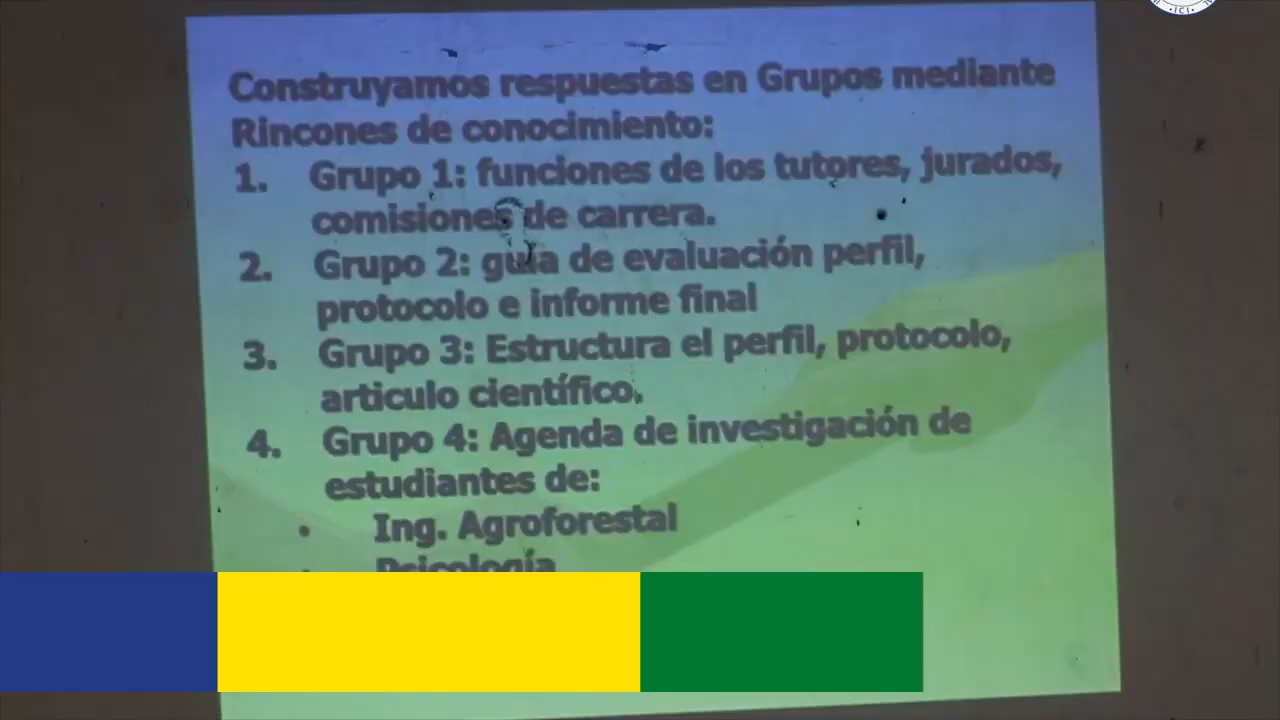 Construyamos respuestas en Grupos mediante
Rincones de conocimiento:
1. Grupo 1: funciones de los tutores, jurados,
comisiones de carrera.
2. Grupo 2: guía de evaluación perfil,
protocolo e informe final
3. Grupo 3: Estructura el perfil, protocolo,
articulo científico.
4. Grupo 4: Agenda de investigación de
estudiantes de:
• Ing. Agroforestal
• Psicología